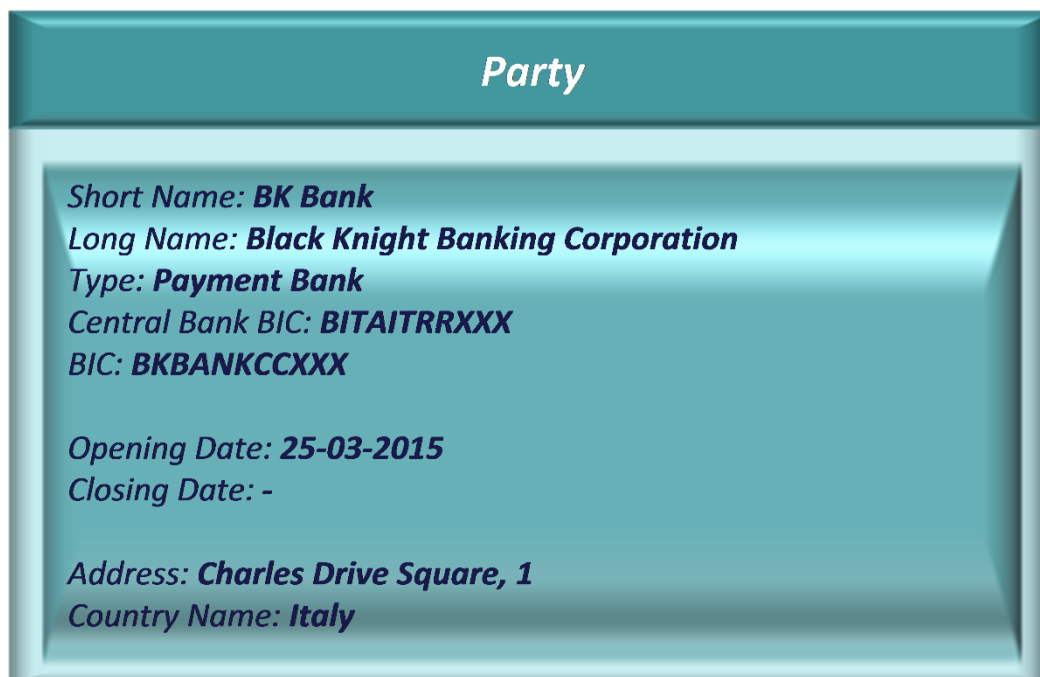 Party
Short Name: BK Bank
Long Name: Black Knight Banking Corporation
Type: Payment Bank
Central Bank BIC: BITAITRRXXX
BIC: BKBANKCCXXX
Opening Date: 25-03-2015
Closing Date: -
Address: Charles Drive Square, 1
Country Name: Italy